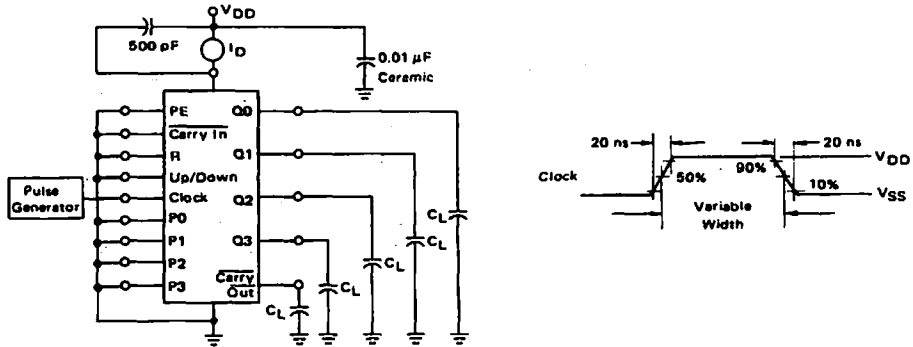 VDD
500 pF
ID
0.01 μF
Ceramic
PE
Q0
Carry In
R
Q1
Up/Down
Pulse
Generator
Clock
Q2
P0
P1
Q3
P2
P3
Carry
Out
CL
CL
CL
CL
CL
20 ns
20 ns
VDD
Clock
50%
90%
10%
VSS
Variable
Width